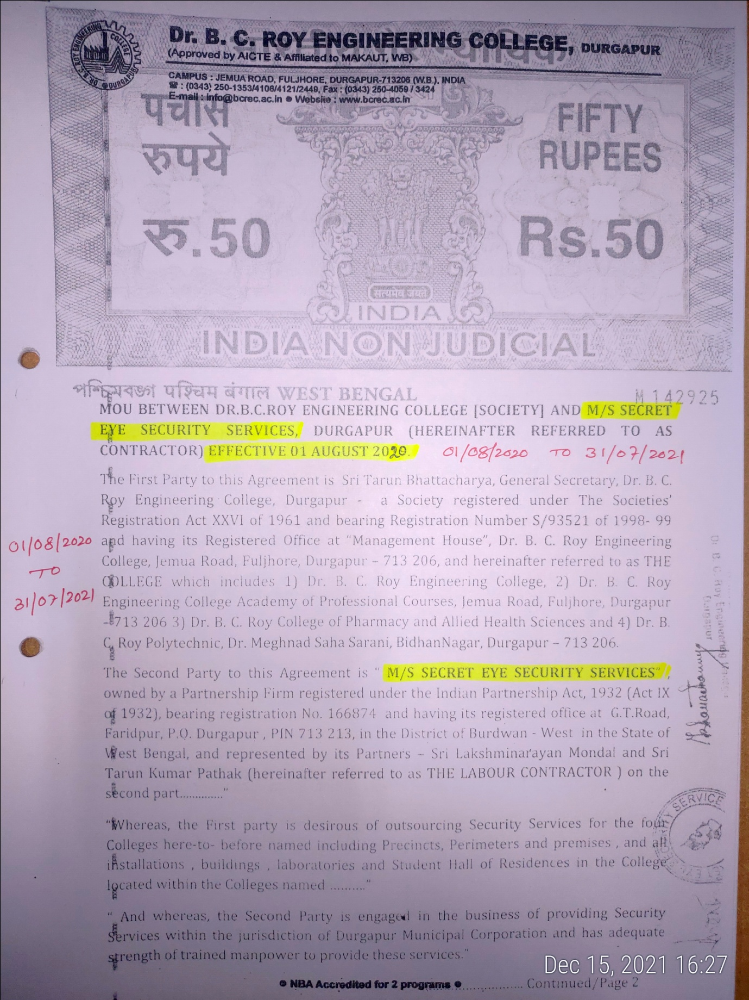 Dr. B. C. ROY ENGINEERING COLLEGE, DURGAPUR
(Approved by AICTE & Affiliated to MAKAUT, WB)
CAMPUS : JEMUA ROAD, FULJHORE, DURGAPUR-713206 (W.B.). INDIA
☎ : (0343) 250-1353/4106/4121/2449, Fax : (0343) 250-4059 / 3424
E-mail : info@bcrec.ac.in ● Website : www.bcrec.ac.in
DR. B.C. ROY ENGINEERING COLLEGE DURGAPUR
पचास
रुपये
रु.50
FIFTY
RUPEES
Rs.50
सत्यमेव जयते
INDIA
INDIA NON JUDICIAL
পশ্চিমবঙ্গ पश्चिम बंगाल WEST BENGAL
M 142925
MOU BETWEEN DR.B.C.ROY ENGINEERING COLLEGE [SOCIETY] AND M/S SECRET
EYE SECURITY SERVICES, DURGAPUR (HEREINAFTER REFERRED TO AS
CONTRACTOR) EFFECTIVE 01 AUGUST 2020. 01/08/2020 TO 31/07/2021
The First Party to this Agreement is Sri Tarun Bhattacharya, General Secretary, Dr. B. C.
Roy Engineering College, Durgapur - a Society registered under The Societies'
Registration Act XXVI of 1961 and bearing Registration Number S/93521 of 1998- 99
and having its Registered Office at "Management House", Dr. B. C. Roy Engineering
College, Jemua Road, Fuljhore, Durgapur – 713 206, and hereinafter referred to as THE
COLLEGE which includes 1) Dr. B. C. Roy Engineering College, 2) Dr. B. C. Roy
Engineering College Academy of Professional Courses, Jemua Road, Fuljhore, Durgapur
– 713 206 3) Dr. B. C. Roy College of Pharmacy and Allied Health Sciences and 4) Dr. B.
C. Roy Polytechnic, Dr. Meghnad Saha Sarani, BidhanNagar, Durgapur – 713 206.
01/08/2020
TO
31/07/2021
The Second Party to this Agreement is " M/S SECRET EYE SECURITY SERVICES",
owned by a Partnership Firm registered under the Indian Partnership Act, 1932 (Act IX
of 1932), bearing registration No. 166874 and having its registered office at G.T.Road,
Faridpur, P.O. Durgapur , PIN 713 213, in the District of Burdwan - West in the State of
West Bengal, and represented by its Partners – Sri Lakshminarayan Mondal and Sri
Tarun Kumar Pathak (hereinafter referred to as THE LABOUR CONTRACTOR ) on the
second part.............."
"Whereas, the First party is desirous of outsourcing Security Services for the four
Colleges here-to- before named including Precincts, Perimeters and premises , and all
installations , buildings , laboratories and Student Hall of Residences in the College
located within the Colleges named .........."
" And whereas, the Second Party is engaged in the business of providing Security
Services within the jurisdiction of Durgapur Municipal Corporation and has adequate
strength of trained manpower to provide these services."
● NBA Accredited for 2 programs ● .................... Continued/Page 2
Dr. B. C. Roy Engineering
Durgapur
SECURITY SERVICE
Dec 15, 2021 16:27